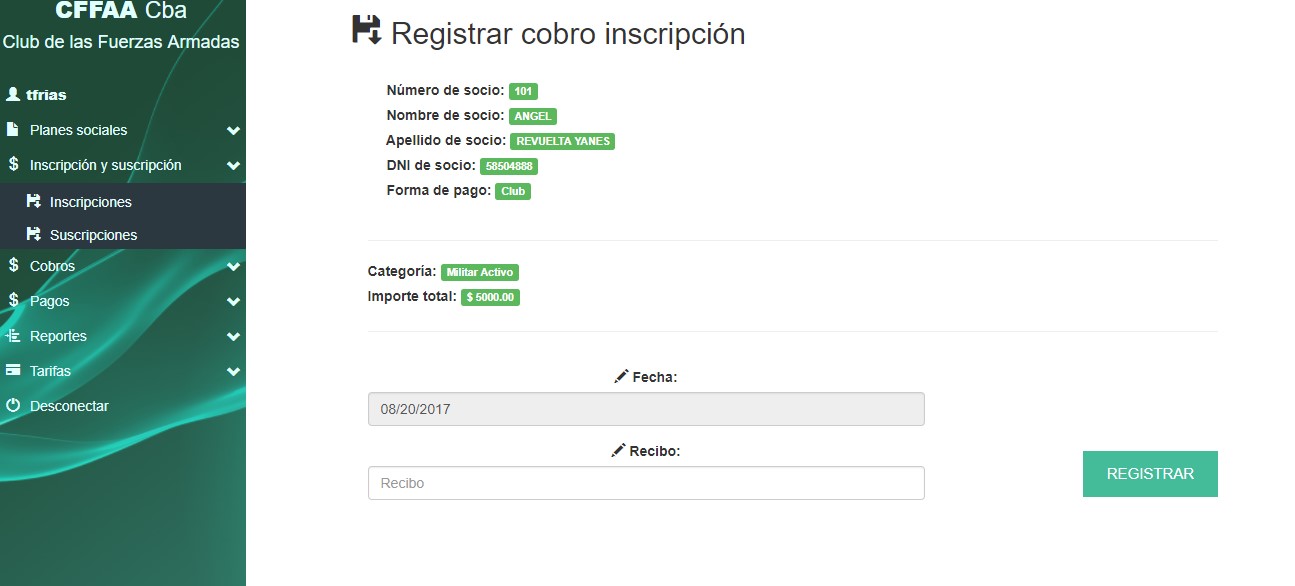 CFFAA Cba
Club de las Fuerzas Armadas
tfrias
Planes sociales
Inscripción y suscripción
Inscripciones
Suscripciones
Cobros
Pagos
Reportes
Tarifas
Desconectar
Registrar cobro inscripción
Número de socio: 101
Nombre de socio: ANGEL
Apellido de socio: REVUELTA YANES
DNI de socio: 58504888
Forma de pago: Club
Categoría: Militar Activo
Importe total: $ 5000.00
Fecha:
08/20/2017
Recibo:
Recibo
REGISTRAR